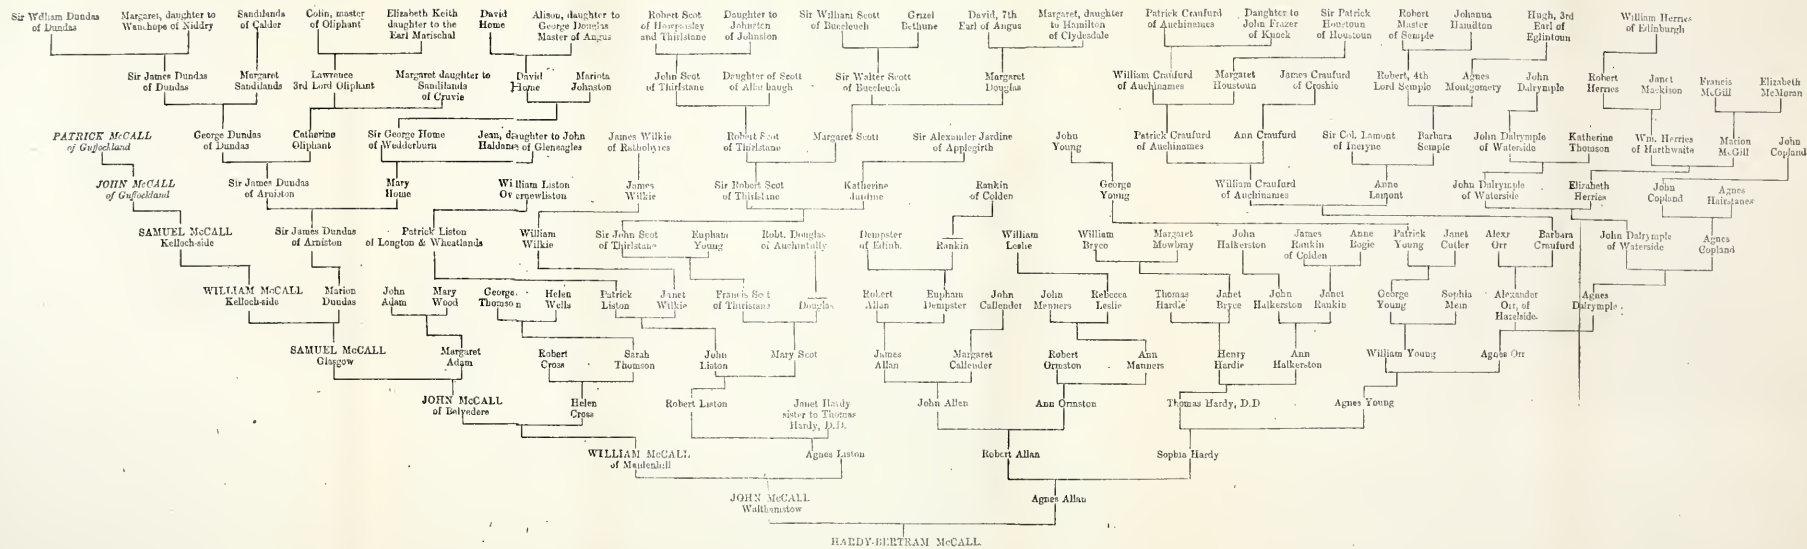 Sir William Dundas
of Dundas
Margaret, daughter to
Wauchope of Niddry
Sandilands
of Calder
Colin, master
of Oliphant
Elizabeth Keith
daughter to the
Earl Marischal
David
Home
Alison, daughter to
George Douglas
Master of Angus
Robert Scot
of Howpasley
and Thirlstane
Daughter to
Johnston
of Johnston
Sir William Scott
of Buccleuch
Grizel
Bethune
David, 7th
Earl of Angus
Margaret, daughter
to Hamilton
of Clydesdale
Patrick Craufurd
of Auchinames
Daughter to
John Frazer
of Knock
Sir Patrick
Houstoun
of Houstoun
Robert
Master
of Semple
Johanna
Hamilton
Hugh, 3rd
Earl of
Eglintoun
William Herries
of Edinburgh
Sir James Dundas
of Dundas
Margaret
Sandilands
Lawrence
3rd Lord Oliphant
Margaret daughter to
Sandilands
of Cruvie
David
Home
Mariota
Johnston
John Scot
of Thirlstane
Daughter of Scott
of Allanhaugh
Sir Walter Scott
of Buccleuch
Margaret
Douglas
William Craufurd
of Auchinames
Margaret
Houstoun
James Craufurd
of Crosbie
Robert, 4th
Lord Semple
Agnes
Montgomery
John
Dalrymple
Robert
Herries
Janet
Mackison
Francis
McGill
Elizabeth
McMoran
PATRICK McCALL
of Guffockland
George Dundas
of Dundas
Catherine
Oliphant
Sir George Home
of Wedderburn
Jean, daughter to John
Haldane of Gleneagles
James Wilkie
of Rathobyres
Robert Scot
of Thirlstane
Margaret Scott
Sir Alexander Jardine
of Applegirth
John
Young
Patrick Craufurd
of Auchinames
Ann Craufurd
Sir Col. Lamont
of Ineryne
Barbara
Semple
John Dalrymple
of Waterside
Katherine
Thomson
Wm. Herries
of Harthwaite
Marion
McGill
John
Copland
JOHN McCALL
of Guffockland
Sir James Dundas
of Arniston
Mary
Home
William Liston
Overnewliston
James
Wilkie
Sir Robert Scot
of Thirlstane
Katherine
Jardine
Rankin
of Colden
George
Young
William Craufurd
of Auchinames
Anne
Lamont
John Dalrymple
of Waterside
Elizabeth
Herries
John
Copland
Agnes
Hairstanes
SAMUEL McCALL
Kelloch-side
Sir James Dundas
of Arniston
Patrick Liston
of Longton & Wheatlands
William
Wilkie
Sir John Scot
of Thirlstane
Eupham
Young
Robt. Douglas
of Auchintully
Dempster
of Edinb.
Rankin
William
Leslie
William
Bryce
Margaret
Mowbray
John
Halkerston
James
Rankin
of Colden
Anne
Bogie
Patrick
Young
Janet
Cutler
Alexr
Orr
Barbara
Craufurd
John Dalrymple
of Waterside
Agnes
Copland
WILLIAM McCALL
Kelloch-side
Marion
Dundas
John
Adam
Mary
Wood
George
Thomson
Helen
Wells
Patrick
Liston
Janet
Wilkie
Francis Scot
of Thirlstane
Douglas
Robert
Allan
Eupham
Dempster
John
Callender
John
Menners
Rebecca
Leslie
Thomas
Hardie
Janet
Bryce
John
Halkerston
Janet
Rankin
George
Young
Sophia
Mein
Alexander
Orr, of
Hazelside.
Agnes
Dalrymple.
SAMUEL McCALL
Glasgow
Margaret
Adam
Robert
Cross
Sarah
Thomson
John
Liston
Mary Scot
James
Allan
Margaret
Callender
Robert
Ormston
Ann
Manners
Henry
Hardie
Ann
Halkerston
William Young
Agnes Orr
JOHN McCALL
of Belvedere
Helen
Cross
Robert Liston
Janet Hardy
sister to Thomas
Hardy, D.D.
John Allen
Ann Ormston
Thomas Hardy, D.D
Agnes Young
WILLIAM McCALL
of Maulenhill
Agnes Liston
Robert Allan
Sophia Hardy
JOHN McCALL
Walthamstow
Agnes Allan
HARDY-BERTRAM McCALL.